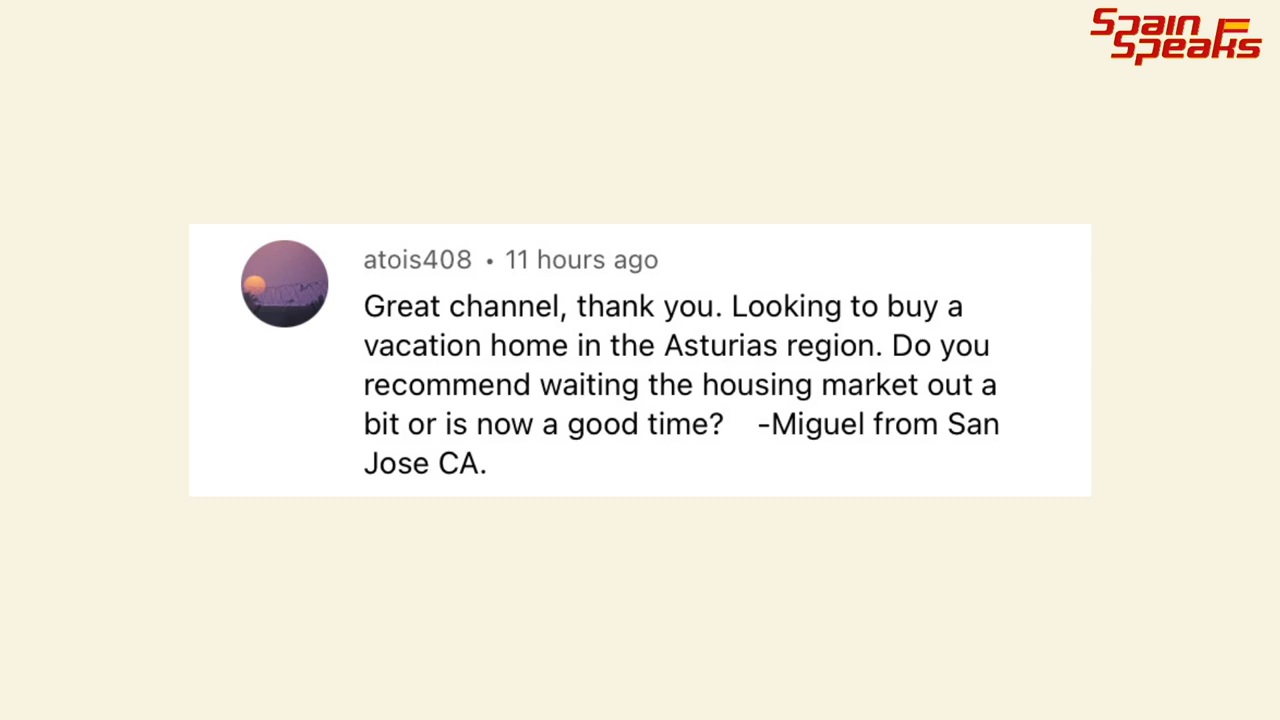 Spain
Speaks
atois408 • 11 hours ago
Great channel, thank you. Looking to buy a
vacation home in the Asturias region. Do you
recommend waiting the housing market out a
bit or is now a good time?    -Miguel from San
Jose CA.